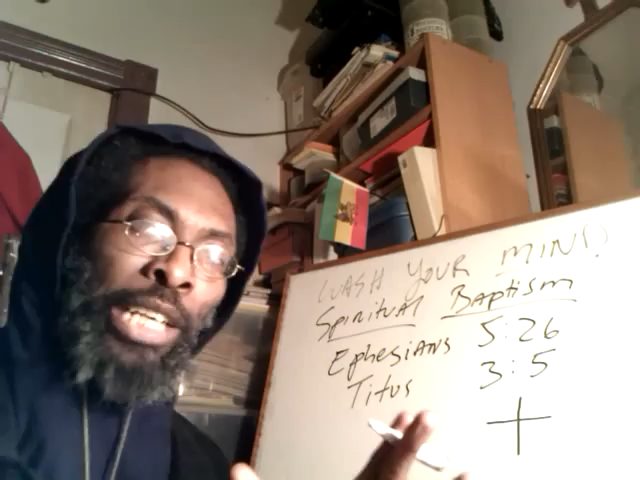 WASH YOUR MIND!
Spiritual Baptism
Ephesians 5:26
Titus 3:5